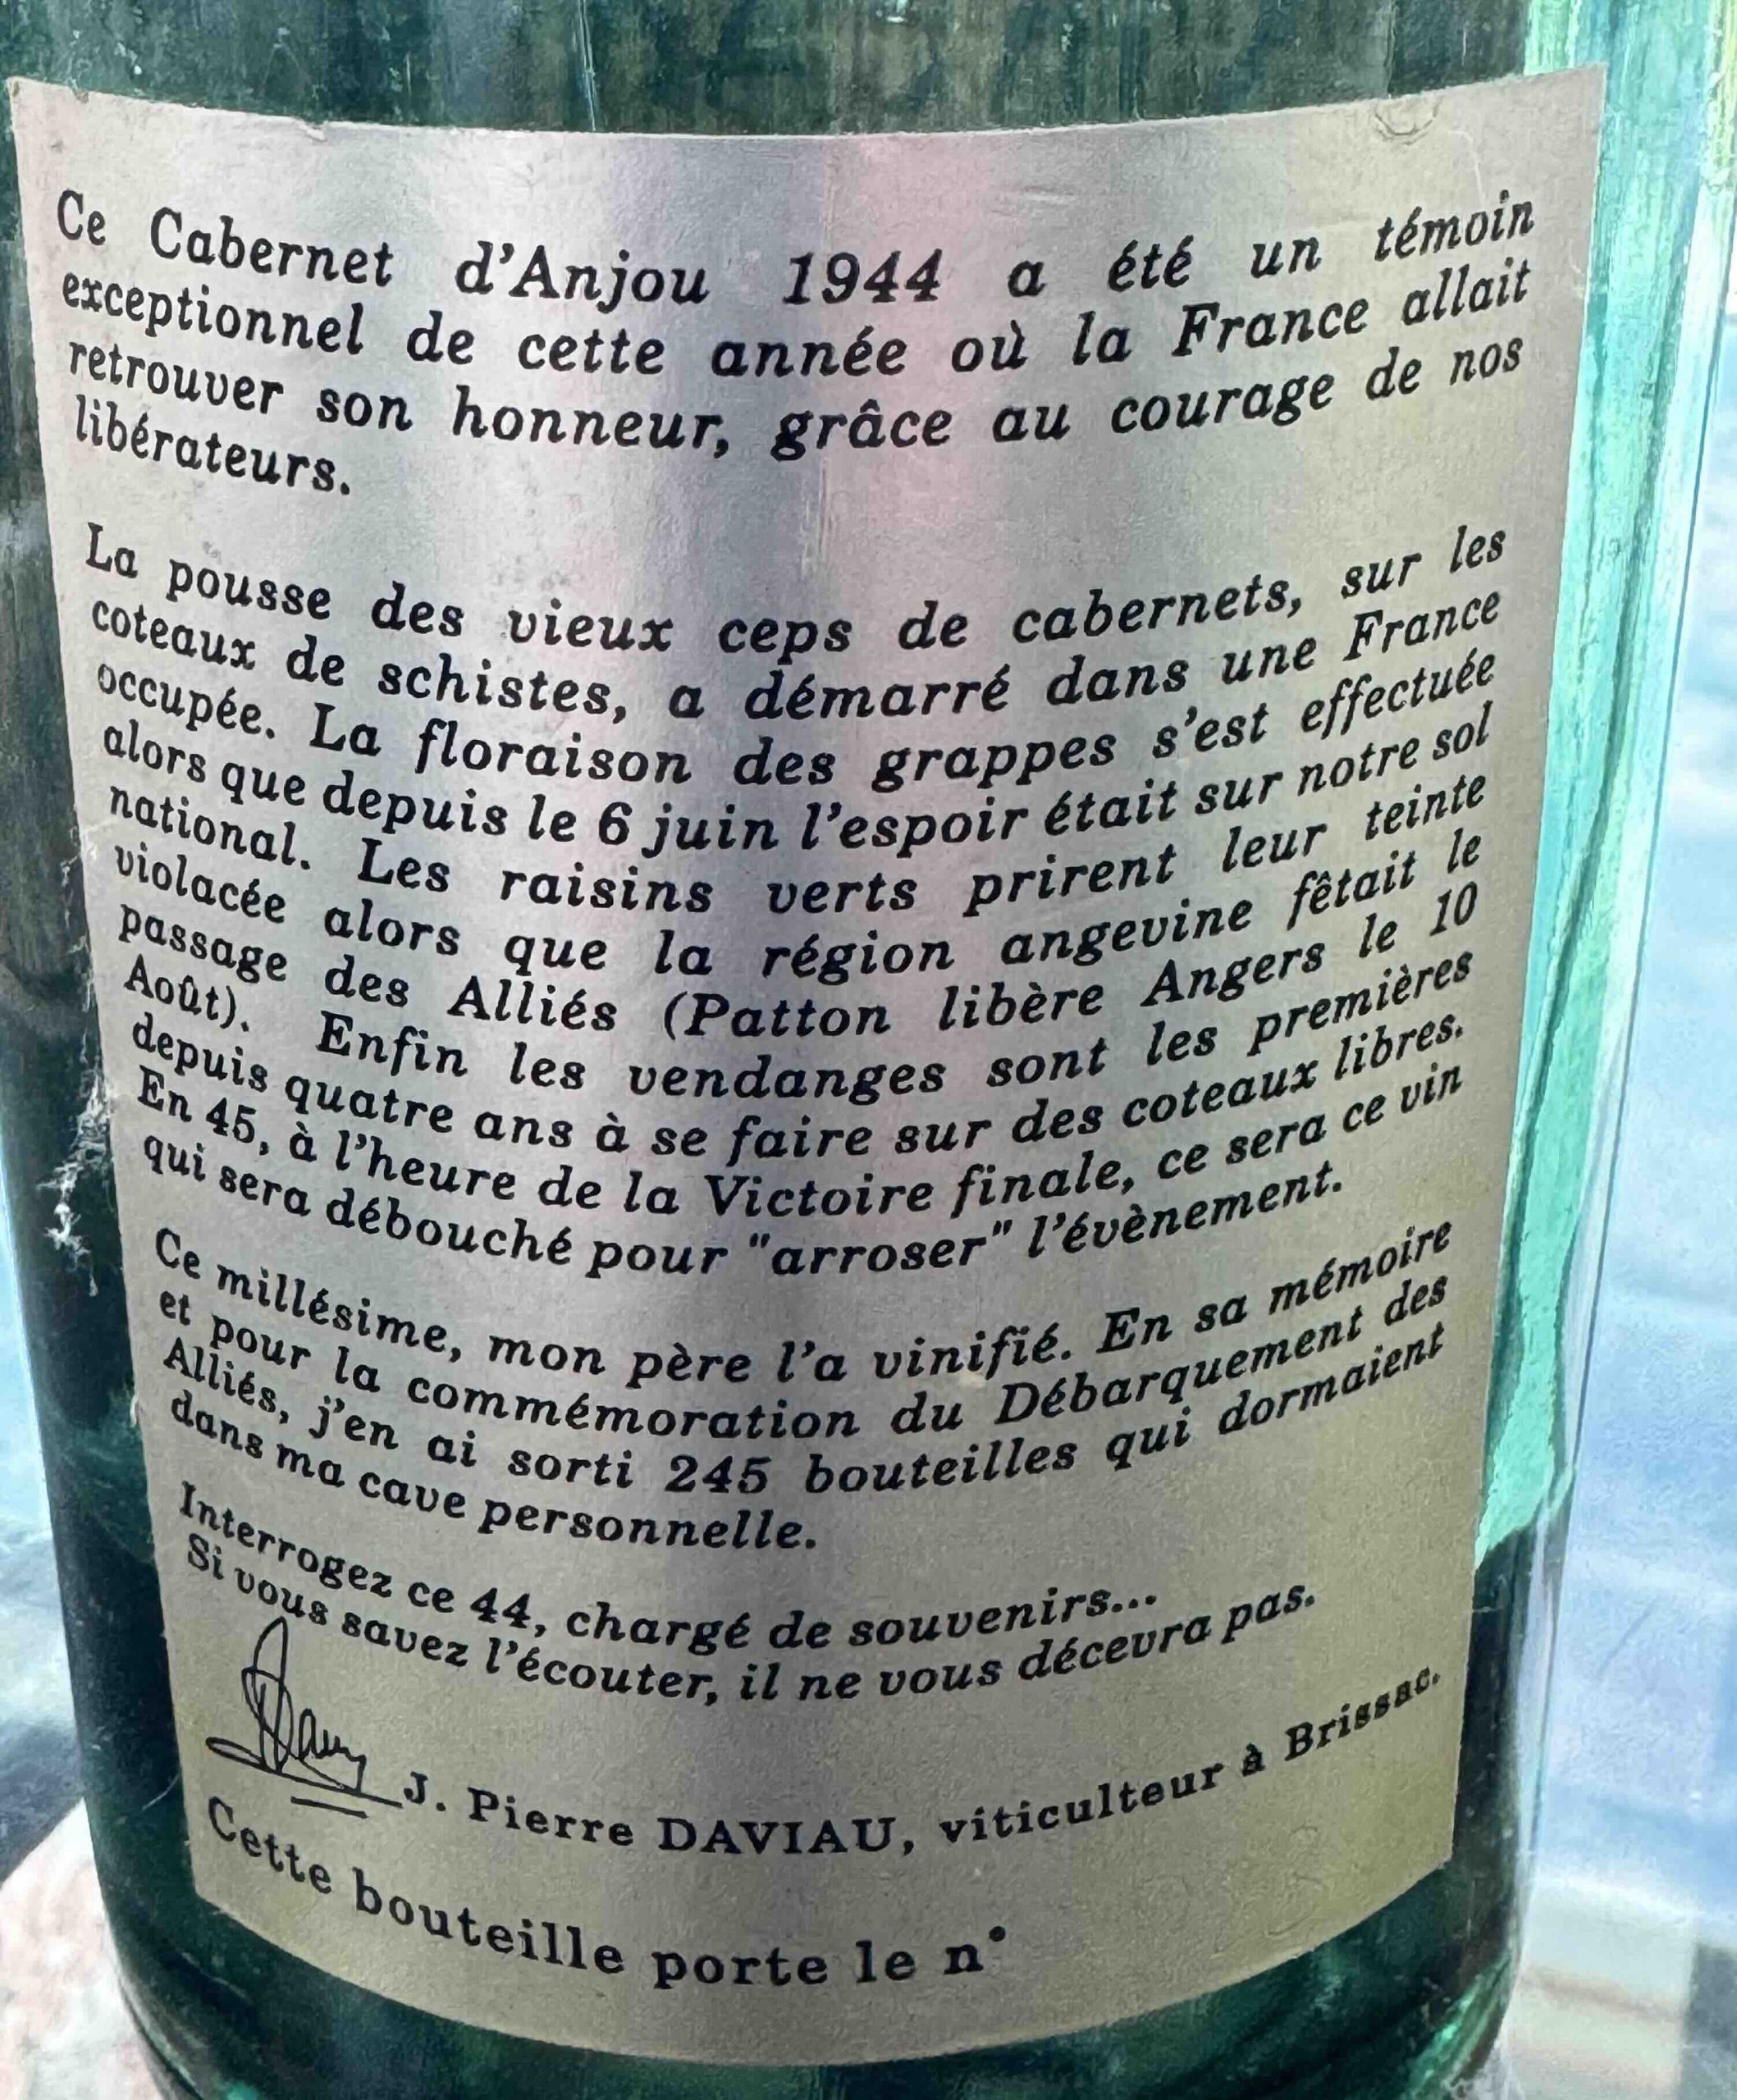 Ce Cabernet d'Anjou 1944 a été un témoin
exceptionnel de cette année où la France allait
retrouver son honneur, grâce au courage de nos
libérateurs.
La pousse des vieux ceps de cabernets, sur les
coteaux de schistes, a démarré dans une France
occupée. La floraison des grappes s'est effectuée
alors que depuis le 6 juin l'espoir était sur notre sol
national. Les raisins verts prirent leur teinte
violacée alors que la région angevine fêtait le
passage des Alliés (Patton libère Angers le 10
Août). Enfin les vendanges sont les premières
depuis quatre ans à se faire sur des coteaux libres.
En 45, à l'heure de la Victoire finale, ce sera ce vin
qui sera débouché pour "arroser" l'évènement.
Ce millésime, mon père l'a vinifié. En sa mémoire
et pour la commémoration du Débarquement des
Alliés, j'en ai sorti 245 bouteilles qui dormaient
dans ma cave personnelle.
Interrogez ce 44, chargé de souvenirs...
Si vous savez l'écouter, il ne vous décevra pas.
J. Pierre DAVIAU, viticulteur à Brissac.
Cette bouteille porte le n°